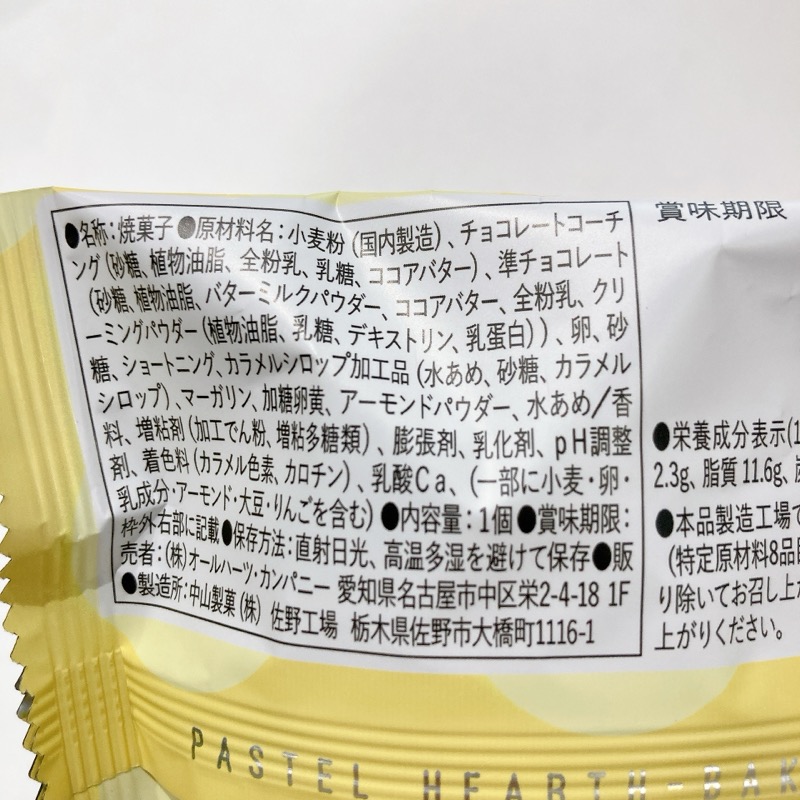 ●名称:焼菓子●原材料名:小麦粉(国内製造)、チョコレートコーチ
ング(砂糖、植物油脂、全粉乳、乳糖、ココアバター)、準チョコレート
(砂糖、植物油脂、バターミルクパウダー、ココアバター、全粉乳、クリ
ーミングパウダー(植物油脂、乳糖、デキストリン、乳蛋白))、卵、砂
糖、ショートニング、カラメルシロップ加工品(水あめ、砂糖、カラメル
シロップ)、マーガリン、加糖卵黄、アーモンドパウダー、水あめ/香
料、増粘剤(加工でん粉、増粘多糖類)、膨張剤、乳化剤、pH調整
剤、着色料(カラメル色素、カロチン)、乳酸Ca、(一部に小麦・卵・
乳成分・アーモンド・大豆・りんごを含む)●内容量:1個●賞味期限:
枠外右部に記載●保存方法:直射日光、高温多湿を避けて保存●販
売者:(株)オールハーツ・カンパニー 愛知県名古屋市中区栄2-4-18 1F
●製造所:中山製菓(株) 佐野工場 栃木県佐野市大橋町1116-1
賞味期限
●栄養成分表示(1
2.3g、脂質11.6g、
●本品製造工場で
(特定原材料8品目
り除いてお召し上が
上がりください。
PASTEL HEARTH-BAK